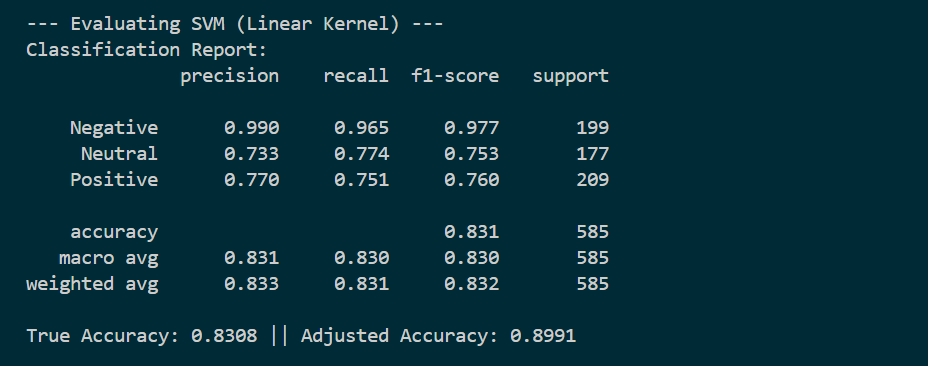 --- Evaluating SVM (Linear Kernel) ---
Classification Report:
precision recall f1-score support
Negative 0.990 0.965 0.977 199
Neutral 0.733 0.774 0.753 177
Positive 0.770 0.751 0.760 209
accuracy 0.831 585
macro avg 0.831 0.830 0.830 585
weighted avg 0.833 0.831 0.832 585
True Accuracy: 0.8308 || Adjusted Accuracy: 0.8991